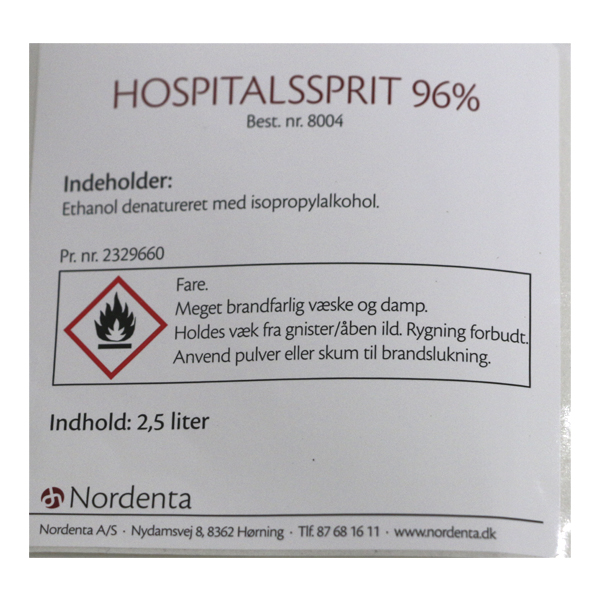 HOSPITALSSPRIT 96%
Best. nr. 8004
Indeholder:
Ethanol denatureret med isopropylalkohol.
Pr. nr. 2329660
Fare.
Meget brandfarlig væske og damp.
Holdes væk fra gnister/åben ild. Rygning forbudt.
Anvend pulver eller skum til brandslukning.
Indhold: 2,5 liter
Nordenta
Nordenta A/S · Nydamsvej 8, 8362 Hørning · Tlf. 87 68 16 11 · www.nordenta.dk